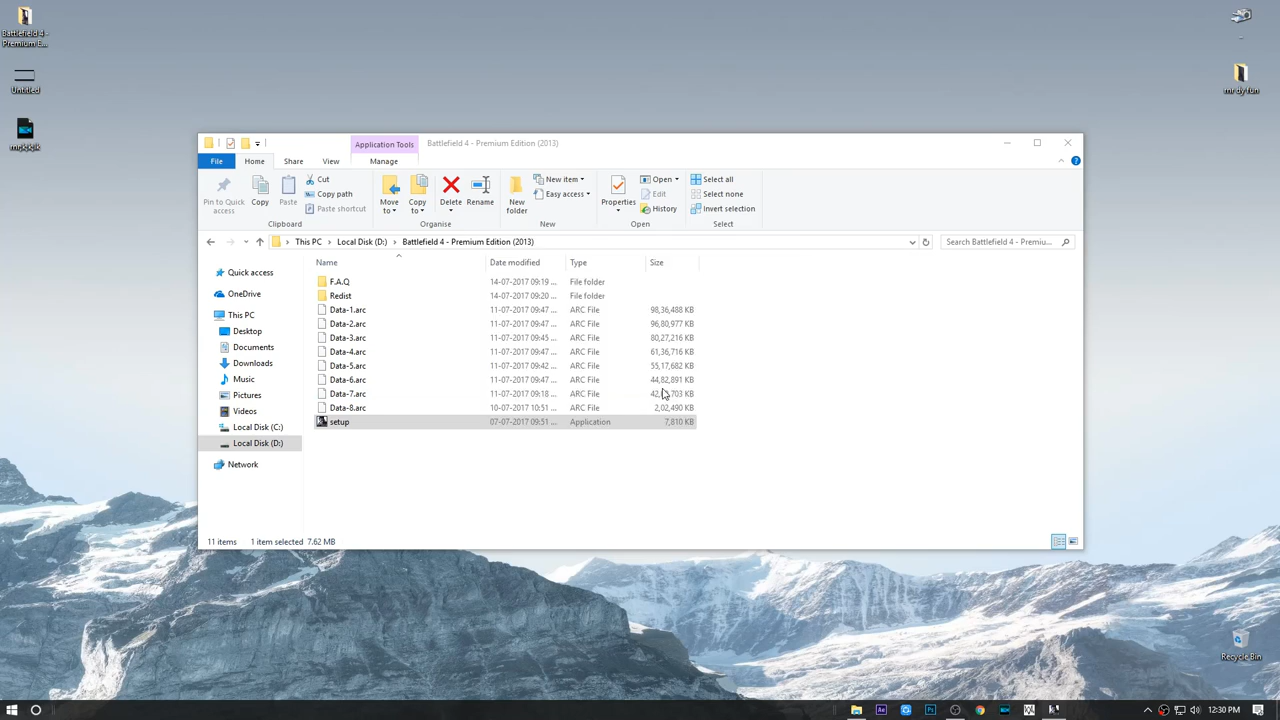 Battlefield 4 -
Premium E...
Untitled
mr dy fun
Application Tools
Battlefield 4 - Premium Edition (2013)
File
Home
Share
View
Manage
Pin to Quick
access
Copy
Paste
Cut
Copy path
Paste shortcut
Move
to
Copy
to
Delete
Rename
New
folder
New item
Easy access
Properties
Open
Edit
History
Select all
Select none
Invert selection
Clipboard
Organise
New
Open
Select
This PC
Local Disk (D:)
Battlefield 4 - Premium Edition (2013)
Search Battlefield 4 - Premiu...
Quick access
OneDrive
This PC
Desktop
Documents
Downloads
Music
Pictures
Videos
Local Disk (C:)
Local Disk (D:)
Network
Name Date modified Type Size
F.A.Q 14-07-2017 09:19 ... File folder
Redist 14-07-2017 09:20 ... File folder
Data-1.arc 11-07-2017 09:47 ... ARC File 98,36,488 KB
Data-2.arc 11-07-2017 09:47 ... ARC File 96,80,977 KB
Data-3.arc 11-07-2017 09:45 ... ARC File 80,27,216 KB
Data-4.arc 11-07-2017 09:47 ... ARC File 61,36,716 KB
Data-5.arc 11-07-2017 09:42 ... ARC File 55,17,682 KB
Data-6.arc 11-07-2017 09:47 ... ARC File 44,82,891 KB
Data-7.arc 11-07-2017 09:18 ... ARC File KB
Data-8.arc 10-07-2017 10:51 ... ARC File 2,02,490 KB
setup 07-07-2017 09:51 ... Application 7,810 KB
11 items 1 item selected 7.62 MB
Recycle Bin
Ae
Ps
12:30 PM